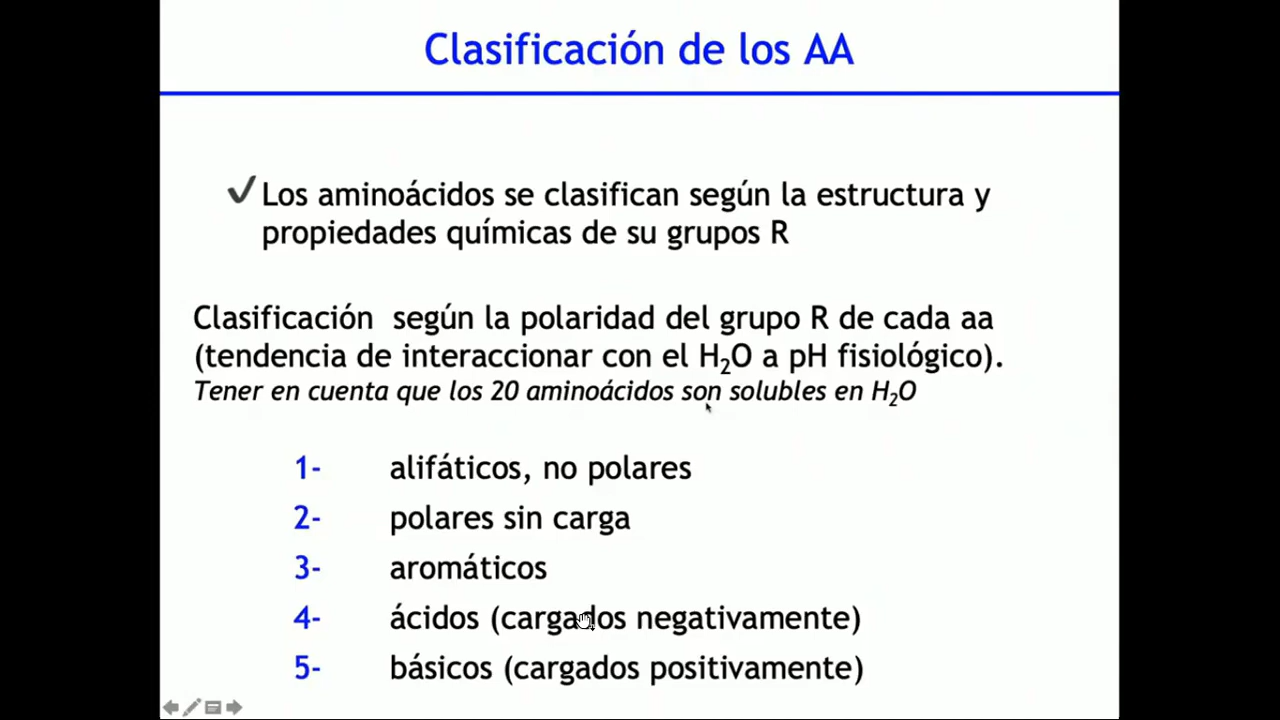 Clasificación de los AA
✓Los aminoácidos se clasifican según la estructura y
propiedades químicas de su grupos R
Clasificación según la polaridad del grupo R de cada aa
(tendencia de interaccionar con el H₂O a pH fisiológico).
Tener en cuenta que los 20 aminoácidos son solubles en H₂O
1- alifáticos, no polares
2- polares sin carga
3- aromáticos
4- ácidos (cargados negativamente)
5- básicos (cargados positivamente)